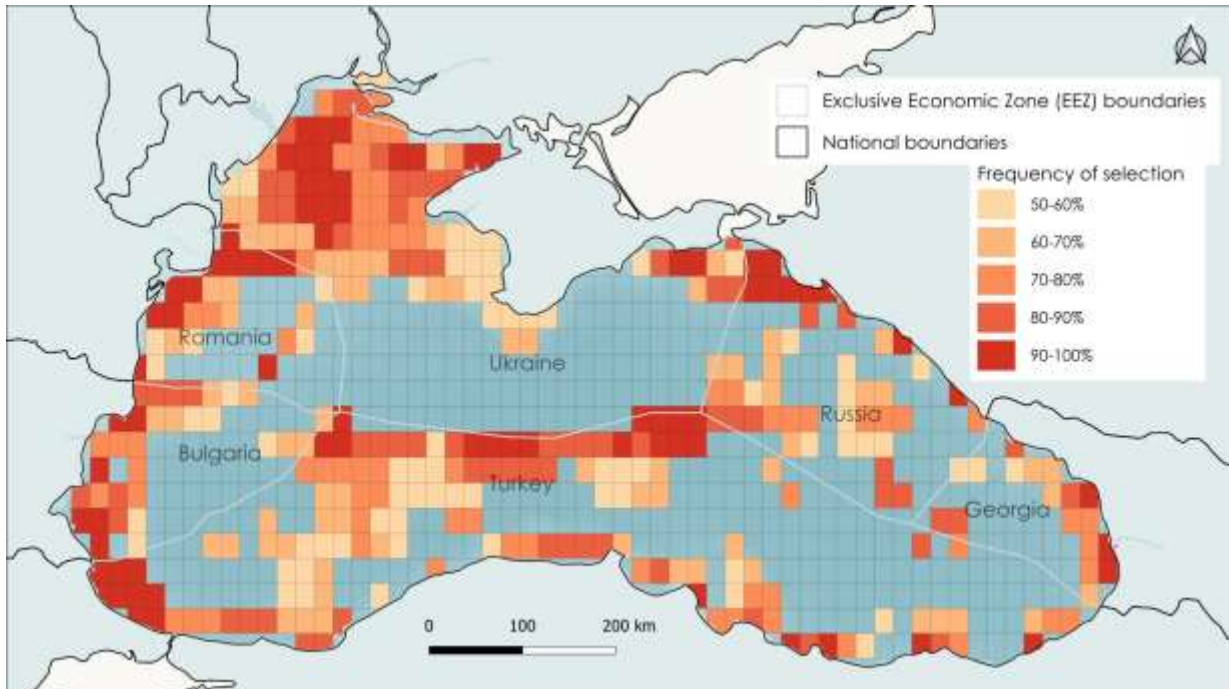 Exclusive Economic Zone (EEZ) boundaries
National boundaries
Frequency of selection
50-60%
60-70%
70-80%
80-90%
90-100%
Romania
Ukraine
Russia
Bulgaria
Turkey
Georgia
0 100 200 km